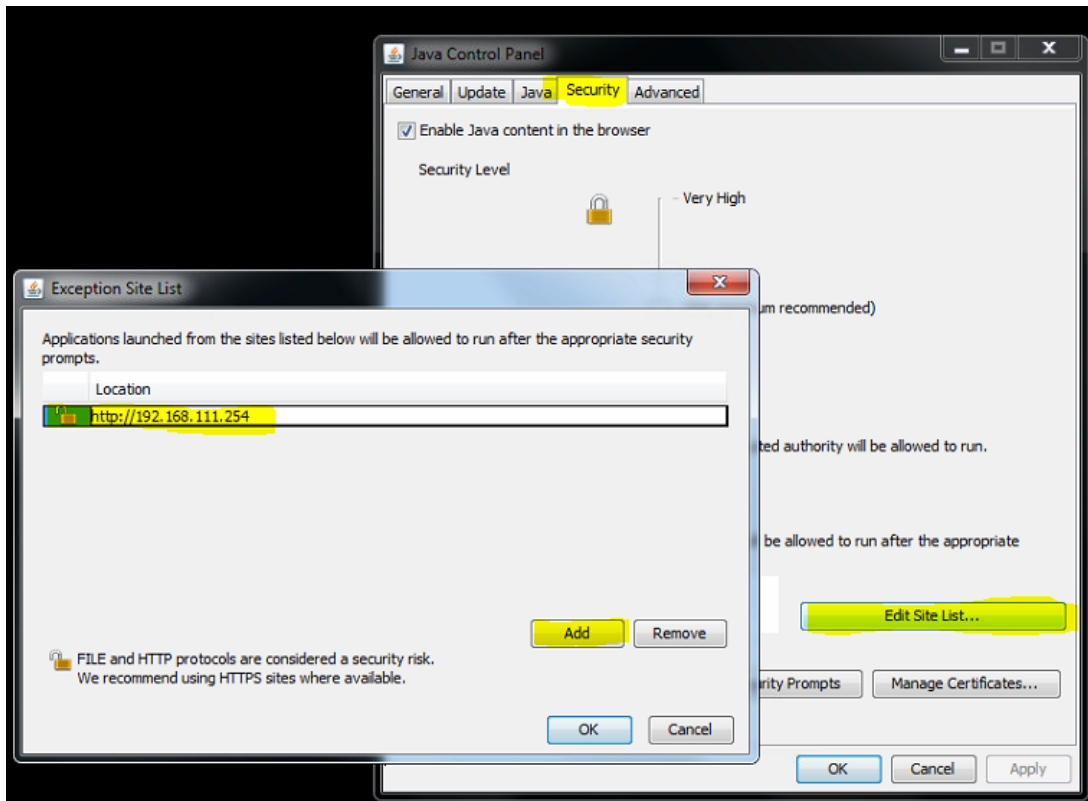 Java Control Panel
General Update Java Security Advanced
Enable Java content in the browser
Security Level
Very High
Exception Site List
recommended)
Applications launched from the sites listed below will be allowed to run after the appropriate security
prompts.
Location
http://192.168.111.254
authority will be allowed to run.
be allowed to run after the appropriate
Edit Site List...
Add Remove
FILE and HTTP protocols are considered a security risk.
We recommend using HTTPS sites where available.
Prompts Manage Certificates...
OK Cancel
OK Cancel Apply